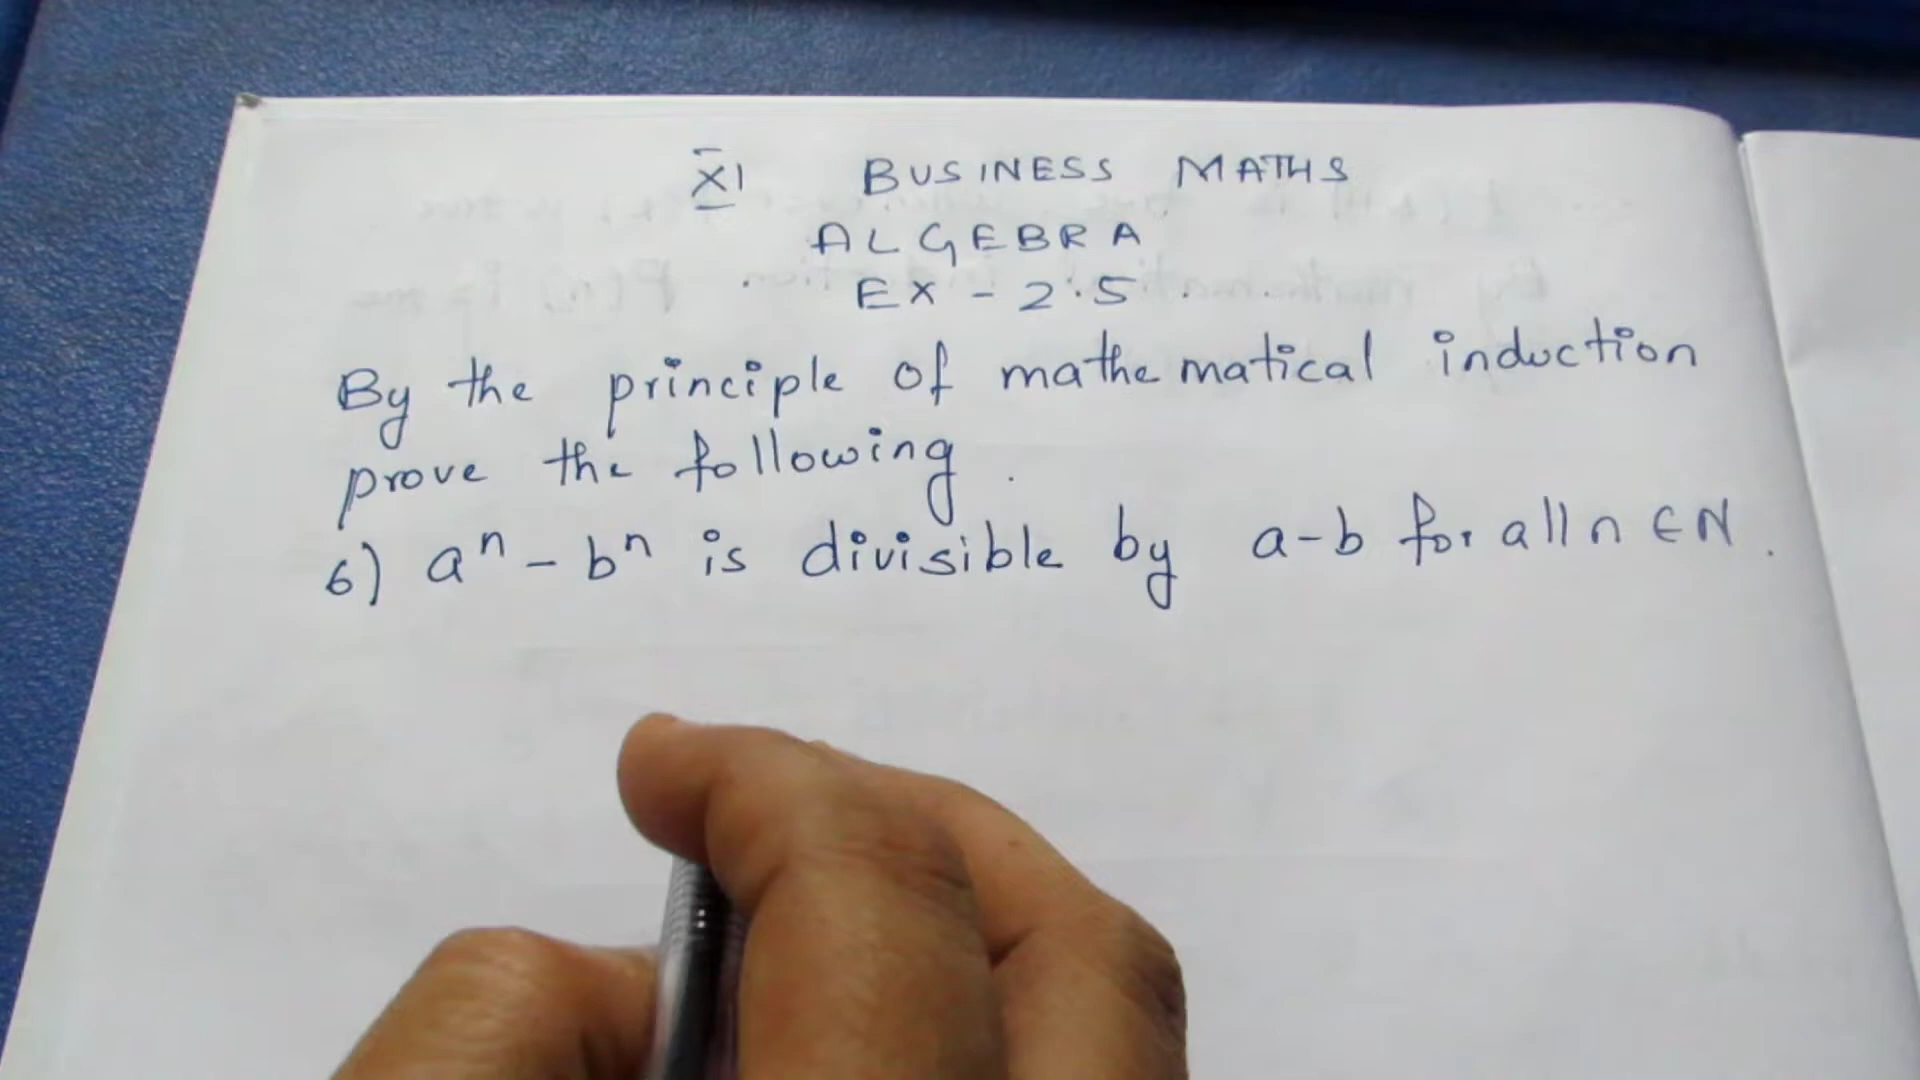 XI BUSINESS MATHS
ALGEBRA
EX - 2.5
By the principle of mathematical induction
prove the following.
6) aⁿ - bⁿ is divisible by a-b for all n ∈ N.